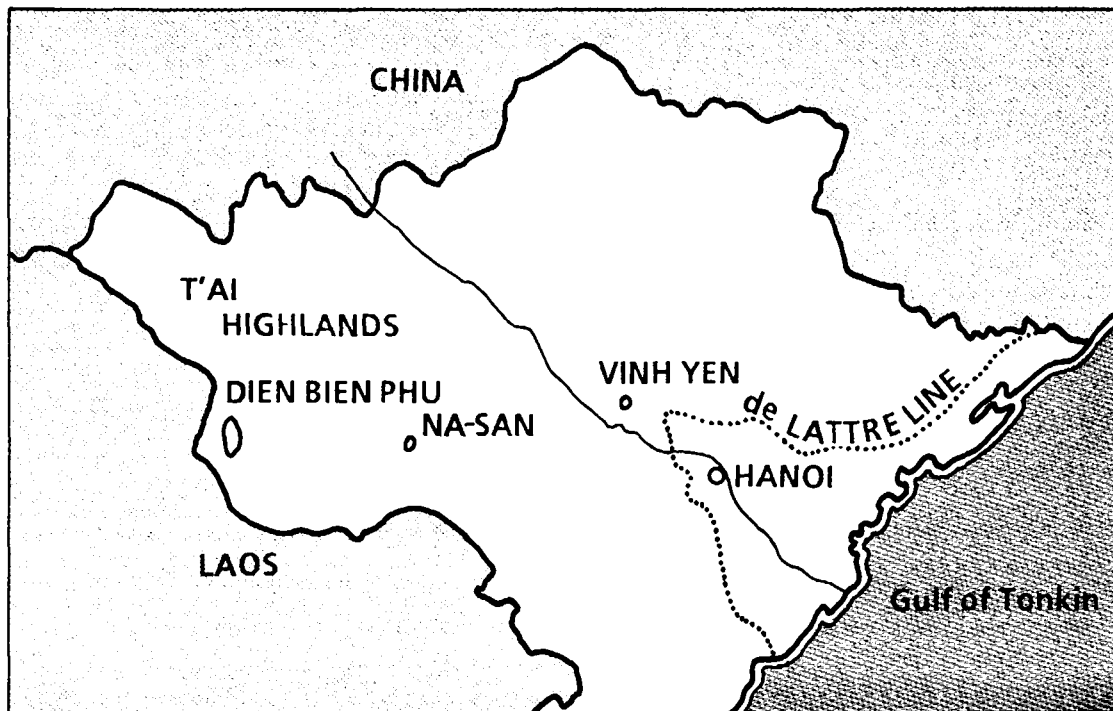 CHINA
T'AI
HIGHLANDS
DIEN BIEN PHU
NA-SAN
VINH YEN
de LATTRE LINE
HANOI
LAOS
Gulf of Tonkin